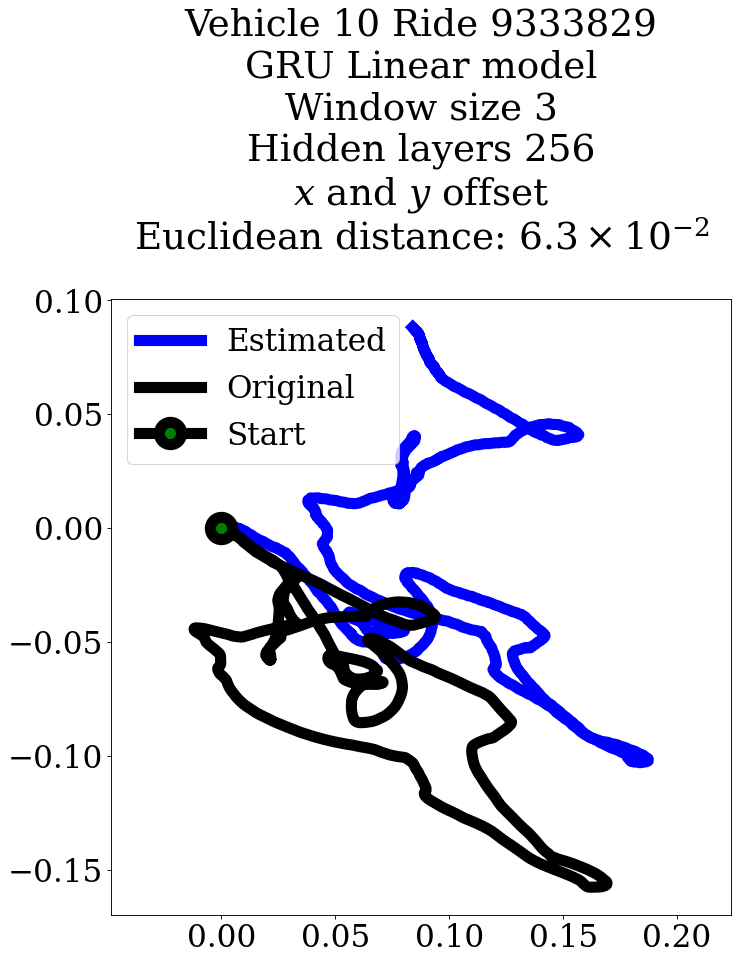 Vehicle 10 Ride 9333829
GRU Linear model
Window size 3
Hidden layers 256
x and y offset
Euclidean distance: 6.3 × 10⁻²
Estimated
Original
Start
0.10
0.05
0.00
−0.05
−0.10
−0.15
0.00 0.05 0.10 0.15 0.20